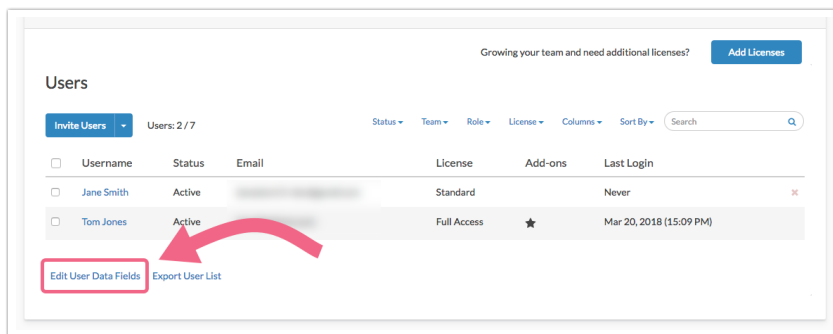 Growing your team and need additional licenses? Add Licenses
Users
Invite Users Users: 2 / 7 Status Team Role License Columns Sort By Search
Username Status Email License Add-ons Last Login
Jane Smith Active Standard Never
Tom Jones Active Full Access Mar 20, 2018 (15:09 PM)
Edit User Data Fields Export User List